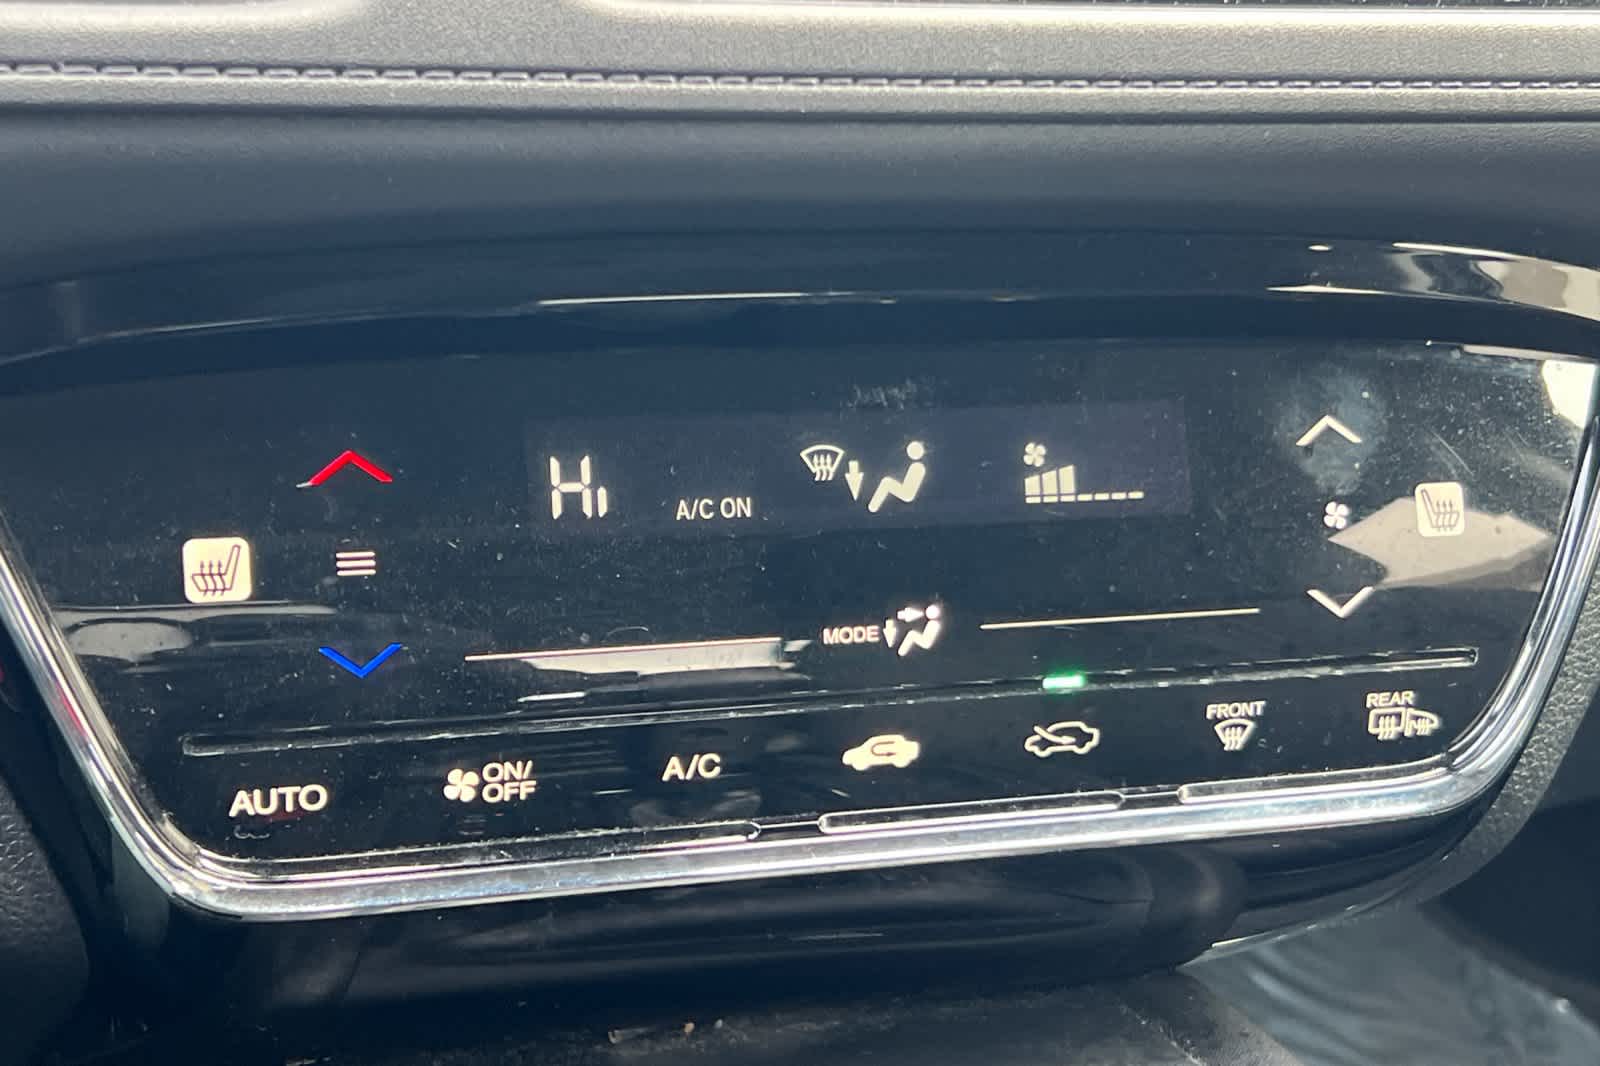 Hi
A/C ON
MODE
AUTO
ON/
OFF
A/C
FRONT
REAR